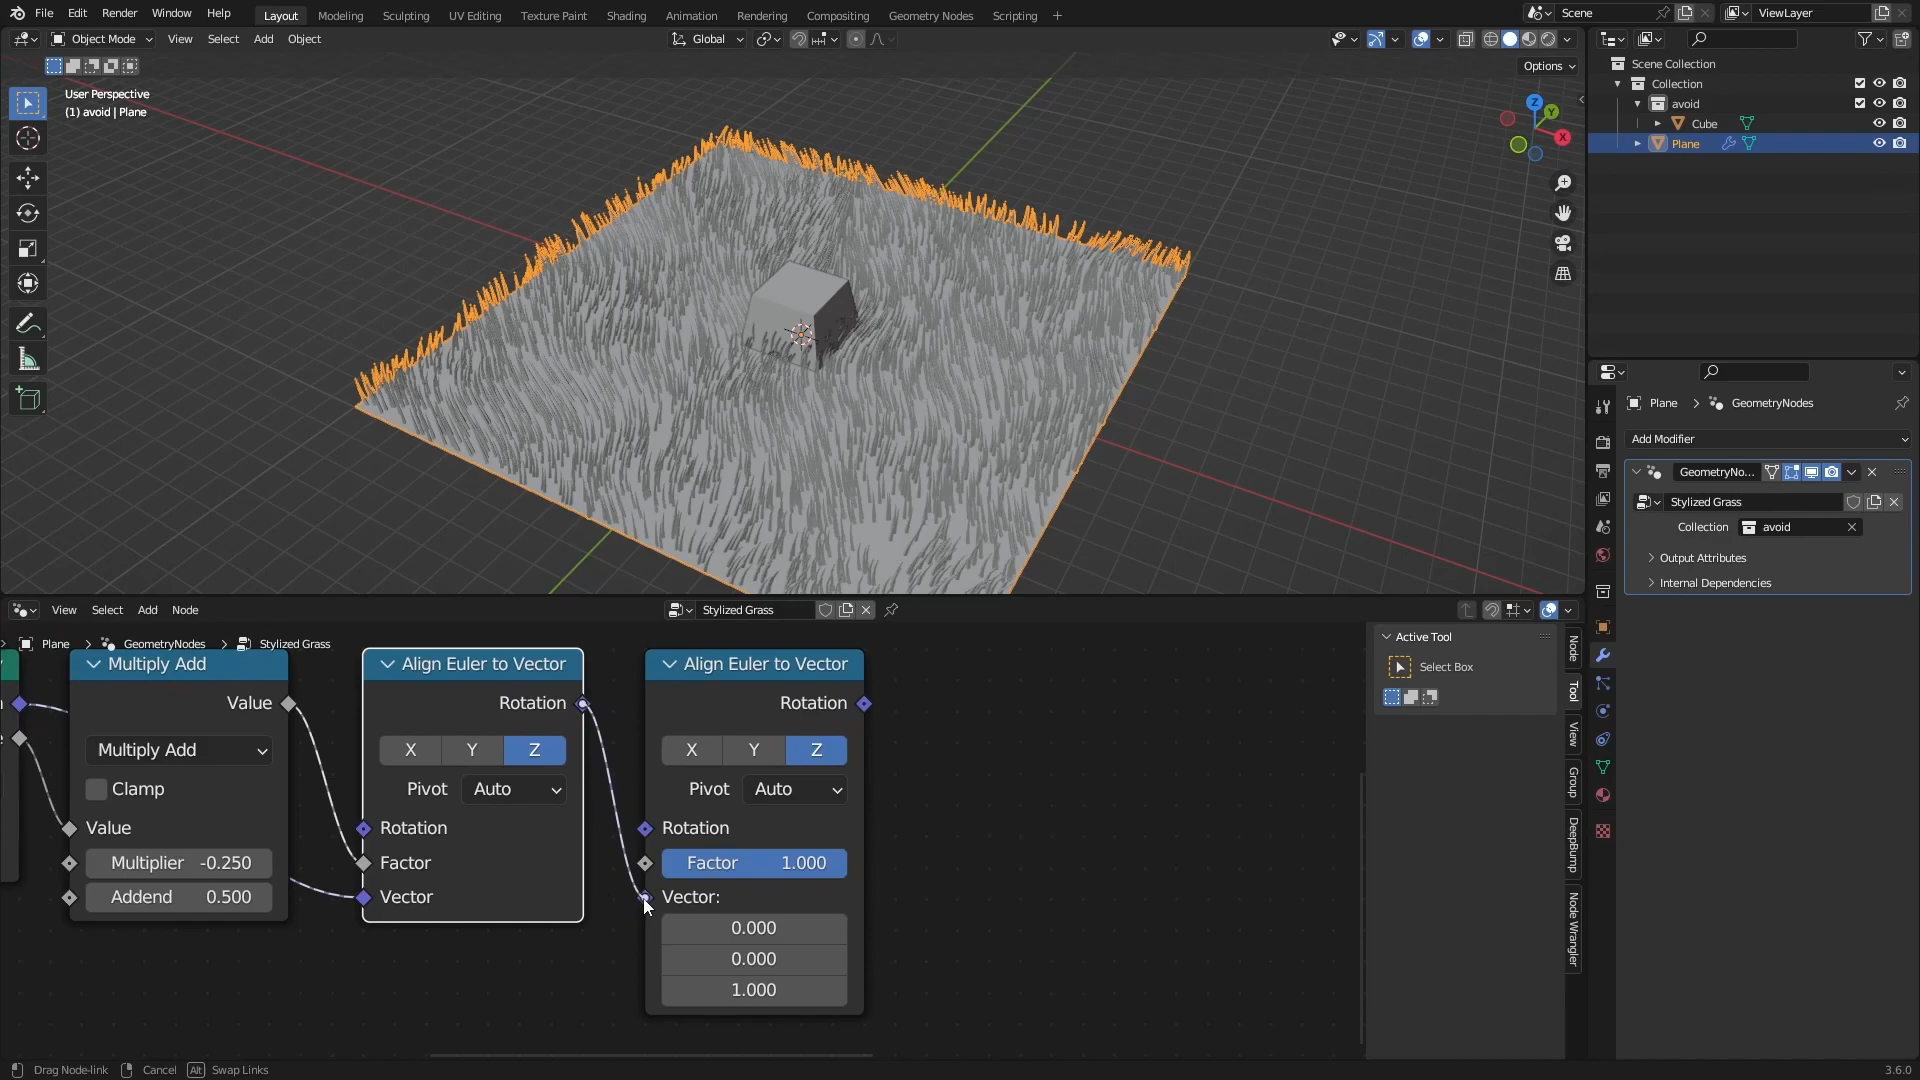 File Edit Render Window Help Layout Modeling Sculpting UV Editing Texture Paint Shading Animation Rendering Compositing Geometry Nodes Scripting + Scene ViewLayer
Object Mode View Select Add Object Global
Options
User Perspective
(1) avoid | Plane
Z
Y
X
Scene Collection
Collection
avoid
Cube
Plane
Plane > GeometryNodes
Add Modifier
GeometryNo...
Stylized Grass
Collection avoid
Output Attributes
Internal Dependencies
View Select Add Node Stylized Grass
Plane > GeometryNodes > Stylized Grass
Multiply Add
Value
Multiply Add
Clamp
Value
Multiplier -0.250
Addend 0.500
Align Euler to Vector
Rotation
X Y Z
Pivot Auto
Rotation
Factor
Vector
Align Euler to Vector
Rotation
X Y Z
Pivot Auto
Rotation
Factor 1.000
Vector:
0.000
0.000
1.000
Active Tool
Select Box
Node
Tool
View
Group
DeepBump
Node Wrangler
Drag Node-link Cancel Alt Swap Links 3.6.0